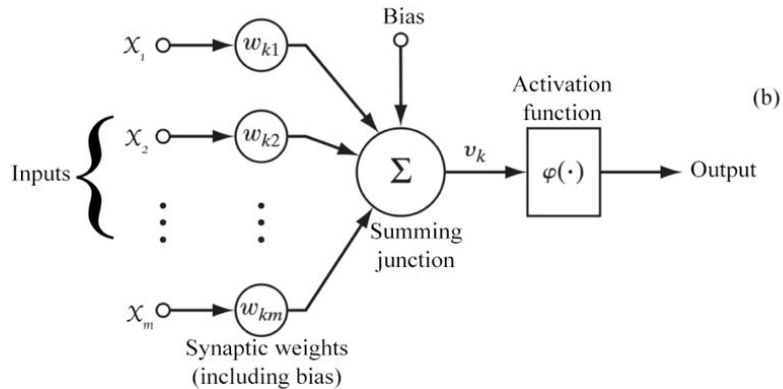 Bias
x₁
wₖ₁
Activation
function
(b)
Inputs
x₂
wₖ₂
Σ
vₖ
φ(·)
Output
Summing
junction
xₘ
wₖₘ
Synaptic weights
(including bias)